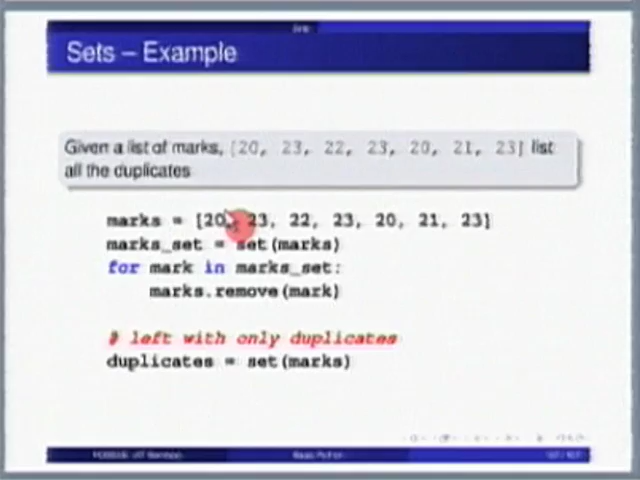 Sets – Example
Given a list of marks, [20, 23, 22, 23, 20, 21, 23] list
all the duplicates
marks = [20, 23, 22, 23, 20, 21, 23]
marks_set = set(marks)
for mark in marks_set:
marks.remove(mark)
# left with only duplicates
duplicates = set(marks)
Basic Python